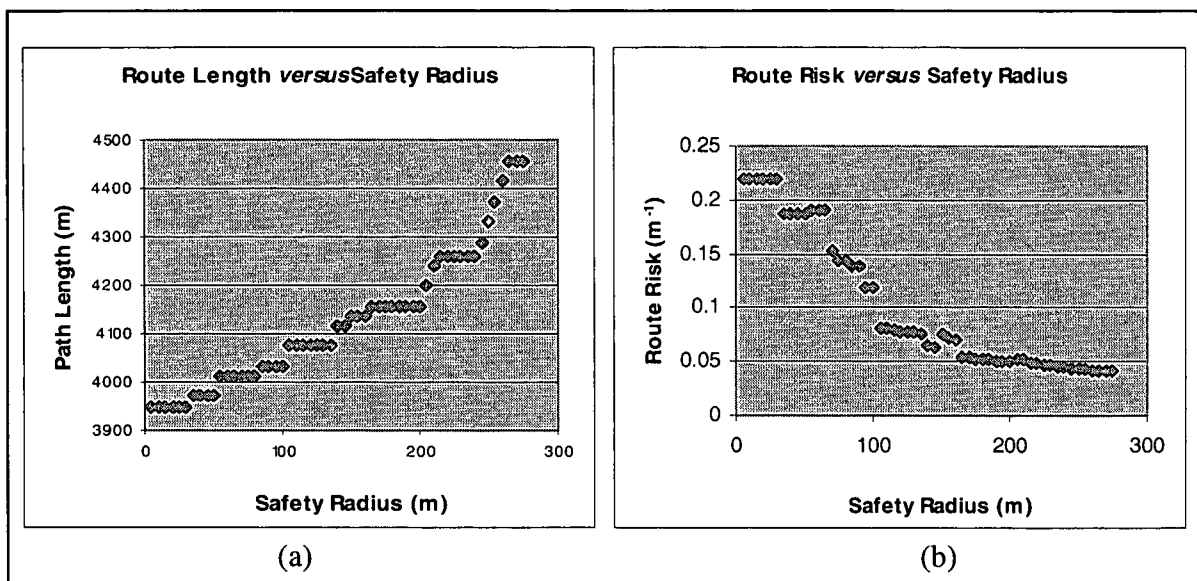 Route Length versusSafety Radius
Path Length (m)
4500
4400
4300
4200
4100
4000
3900
0 100 200 300
Safety Radius (m)
(a)
Route Risk versus Safety Radius
Route Risk (m⁻¹)
0.25
0.2
0.15
0.1
0.05
0
0 100 200 300
Safety Radius (m)
(b)